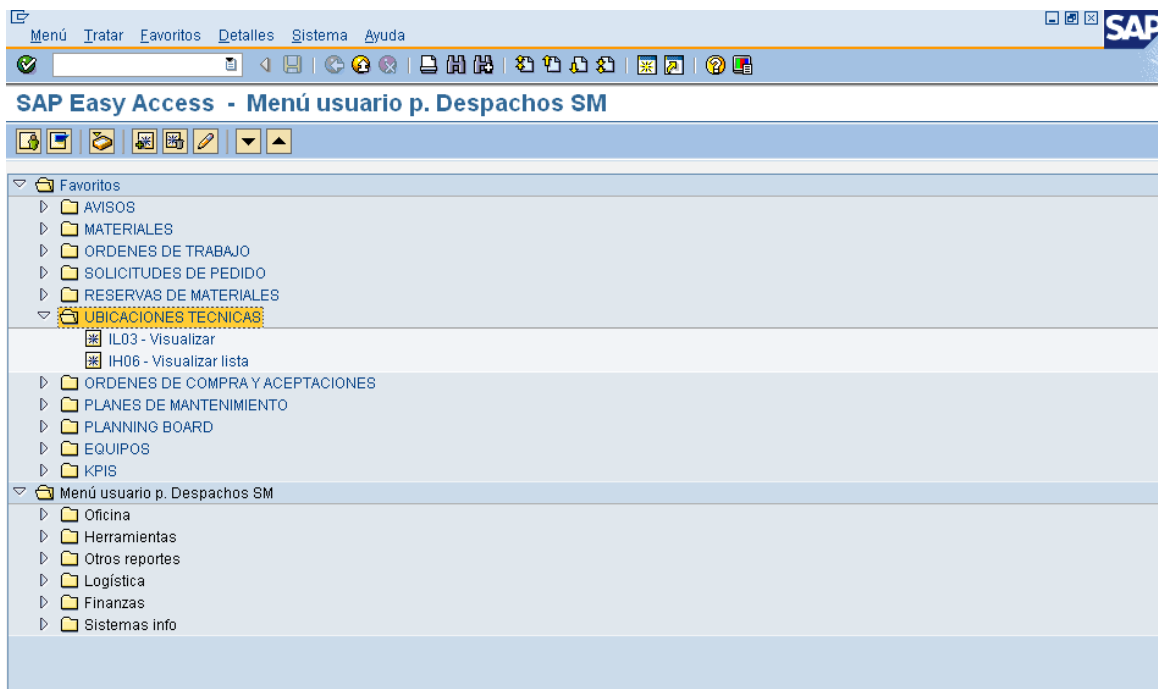 Menú Tratar Favoritos Detalles Sistema Ayuda
SAP
SAP Easy Access - Menú usuario p. Despachos SM
Favoritos
AVISOS
MATERIALES
ORDENES DE TRABAJO
SOLICITUDES DE PEDIDO
RESERVAS DE MATERIALES
UBICACIONES TECNICAS
IL03 - Visualizar
IH06 - Visualizar lista
ORDENES DE COMPRA Y ACEPTACIONES
PLANES DE MANTENIMIENTO
PLANNING BOARD
EQUIPOS
KPIS
Menú usuario p. Despachos SM
Oficina
Herramientas
Otros reportes
Logística
Finanzas
Sistemas info